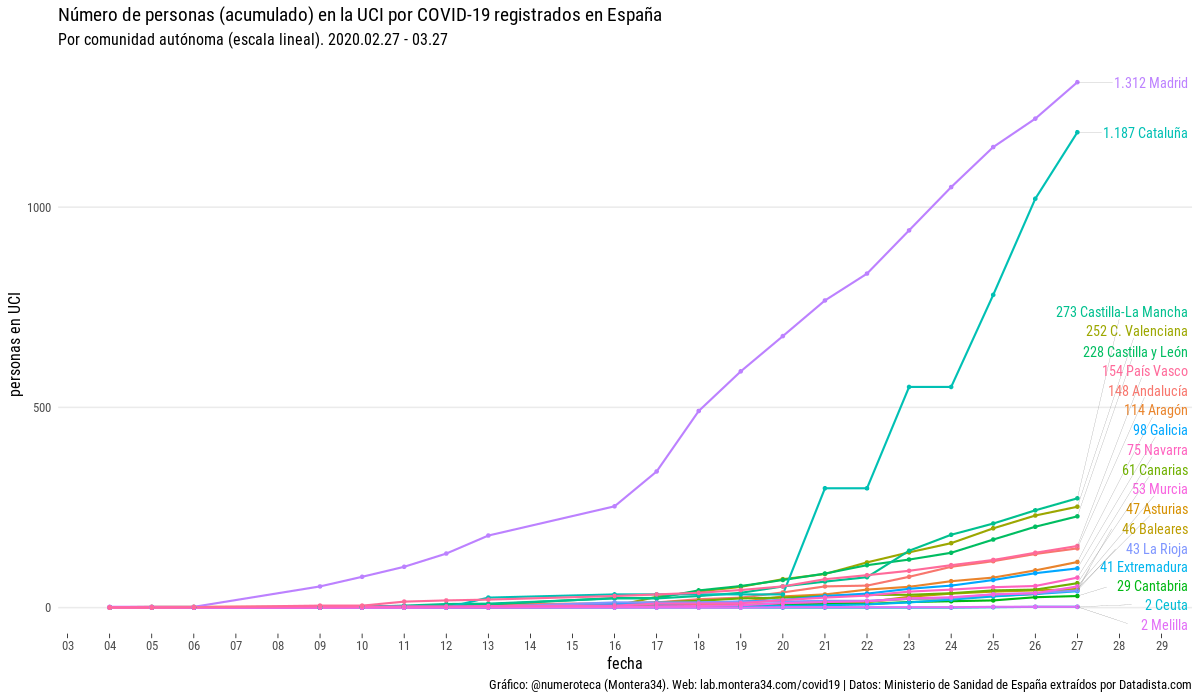 Número de personas (acumulado) en la UCI por COVID-19 registrados en España
Por comunidad autónoma (escala lineal). 2020.02.27 - 03.27
1.312 Madrid
1.187 Cataluña
1000
273 Castilla-La Mancha
252 C. Valenciana
228 Castilla y León
154 País Vasco
148 Andalucía
500
114 Aragón
98 Galicia
75 Navarra
61 Canarias
53 Murcia
47 Asturias
46 Baleares
43 La Rioja
41 Extremadura
29 Cantabria
0
2 Ceuta
2 Melilla
personas en UCI
03 04 05 06 07 08 09 10 11 12 13 14 15 16 17 18 19 20 21 22 23 24 25 26 27 28 29
fecha
Gráfico: @numeroteca (Montera34). Web: lab.montera34.com/covid19 | Datos: Ministerio de Sanidad de España extraídos por Datadista.com